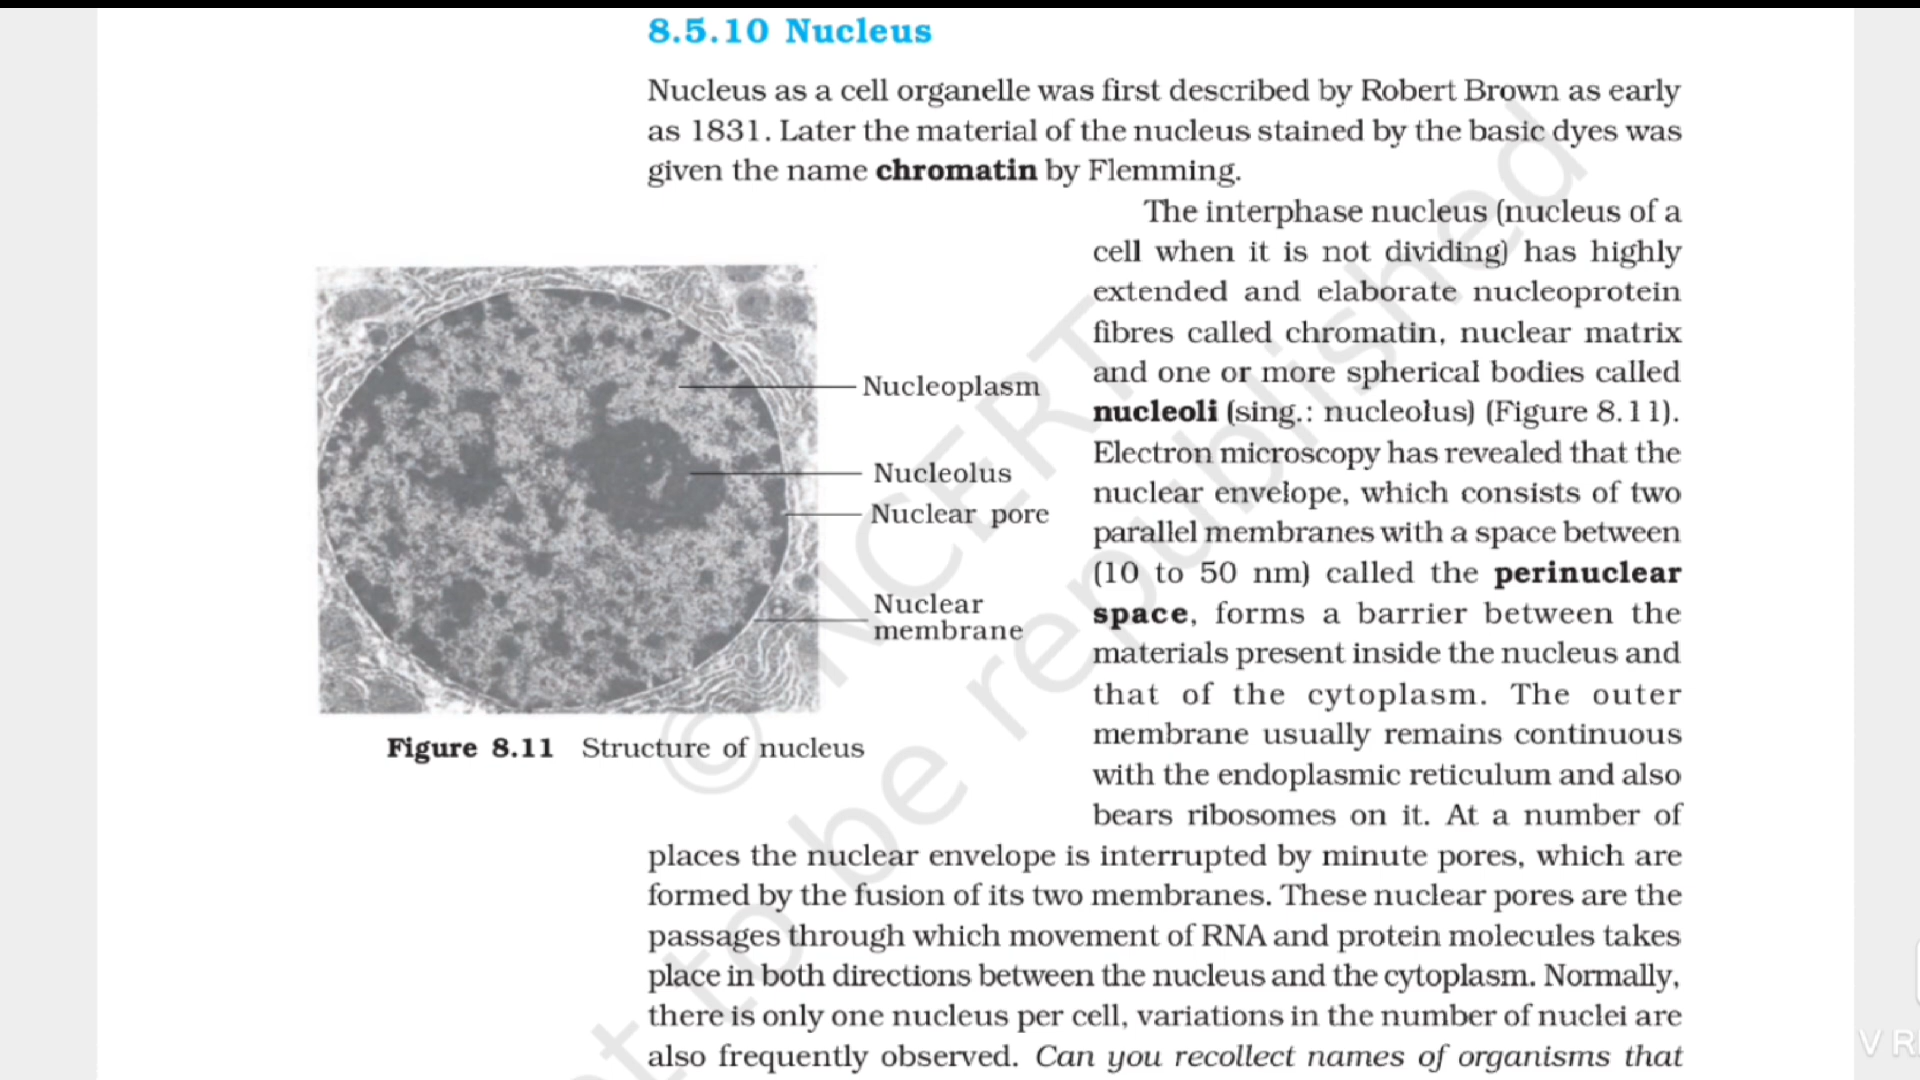 8.5.10 Nucleus
Nucleus as a cell organelle was first described by Robert Brown as early
as 1831. Later the material of the nucleus stained by the basic dyes was
given the name chromatin by Flemming.
The interphase nucleus (nucleus of a
cell when it is not dividing) has highly
extended and elaborate nucleoprotein
fibres called chromatin, nuclear matrix
and one or more spherical bodies called
nucleoli (sing.: nucleolus) (Figure 8.11).
Electron microscopy has revealed that the
nuclear envelope, which consists of two
parallel membranes with a space between
(10 to 50 nm) called the perinuclear
space, forms a barrier between the
materials present inside the nucleus and
that of the cytoplasm. The outer
membrane usually remains continuous
with the endoplasmic reticulum and also
bears ribosomes on it. At a number of
places the nuclear envelope is interrupted by minute pores, which are
formed by the fusion of its two membranes. These nuclear pores are the
passages through which movement of RNA and protein molecules takes
place in both directions between the nucleus and the cytoplasm. Normally,
there is only one nucleus per cell, variations in the number of nuclei are
also frequently observed. Can you recollect names of organisms that
Nucleoplasm
Nucleolus
Nuclear pore
Nuclear
membrane
Figure 8.11 Structure of nucleus
© NCERT
to be republished